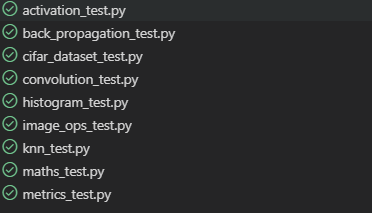 activation_test.py
back_propagation_test.py
cifar_dataset_test.py
convolution_test.py
histogram_test.py
image_ops_test.py
knn_test.py
maths_test.py
metrics_test.py